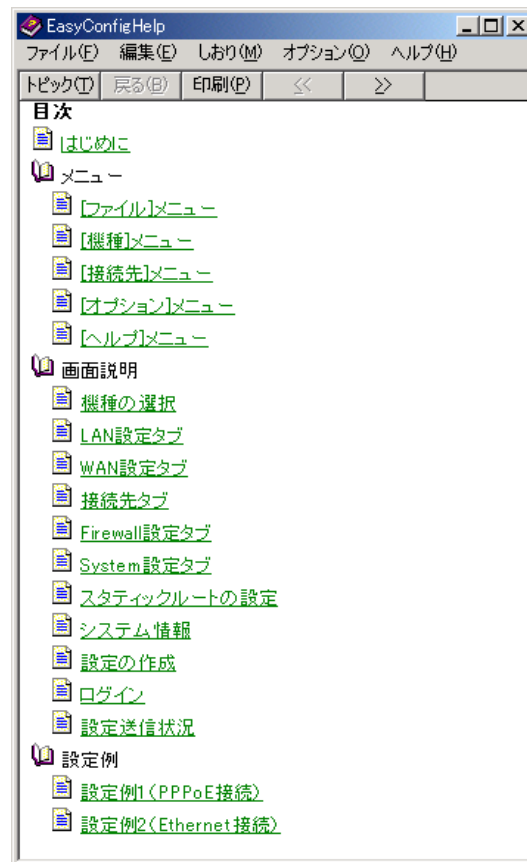 EasyConfigHelp
ファイル(F) 編集(E) しおり(M) オプション(O) ヘルプ(H)
トピック(T) 戻る(B) 印刷(P) << >>
目次
はじめに
メニュー
[ファイル]メニュー
[機種]メニュー
[接続先]メニュー
[オプション]メニュー
[ヘルプ]メニュー
画面説明
機種の選択
LAN設定タブ
WAN設定タブ
接続先タブ
Firewall設定タブ
System設定タブ
スタティックルートの設定
システム情報
設定の作成
ログイン
設定送信状況
設定例
設定例1(PPPoE接続)
設定例2(Ethernet接続)